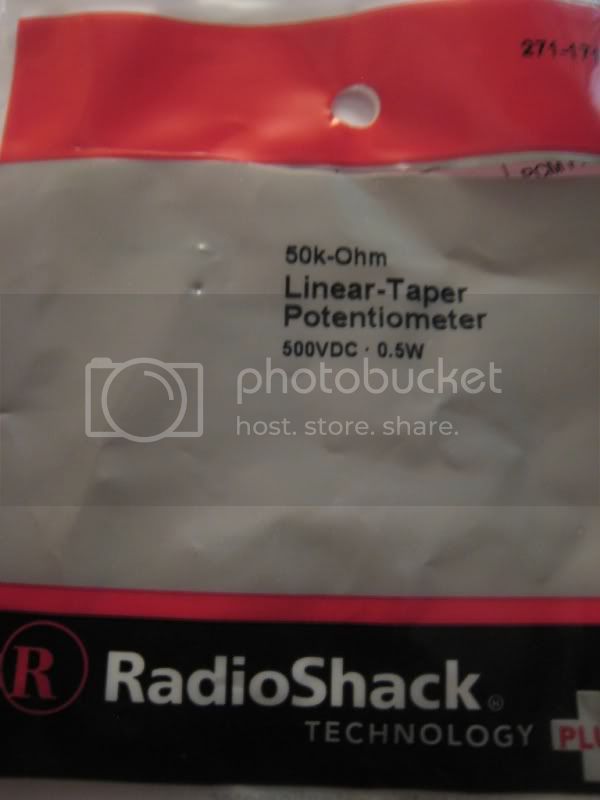 50k-Ohm
Linear-Taper
Potentiometer
500VDC · 0.5W
photobucket
host. store. share.
R RadioShack®
TECHNOLOGY